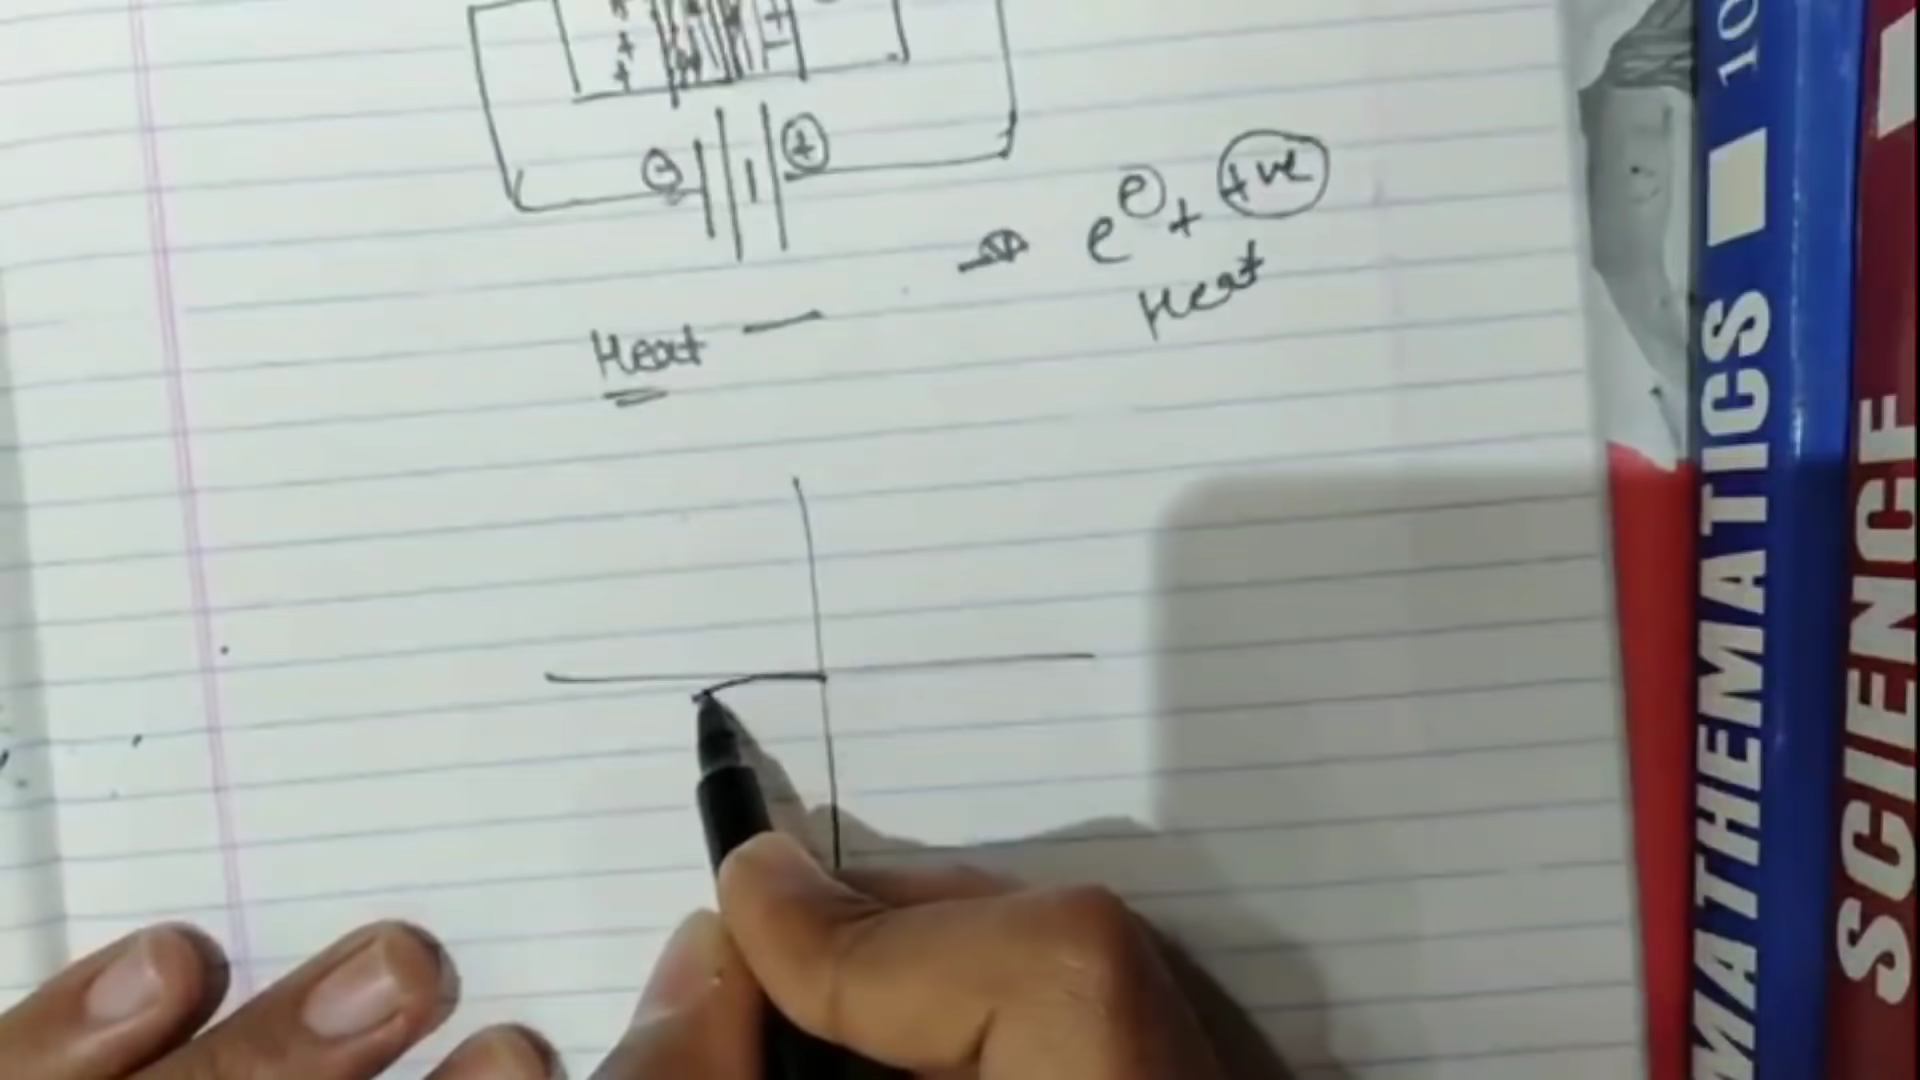 ⊖ ⊕
e⊖ + +ve
Heat
Heat —
MATHEMATICS 10
SCIENCE